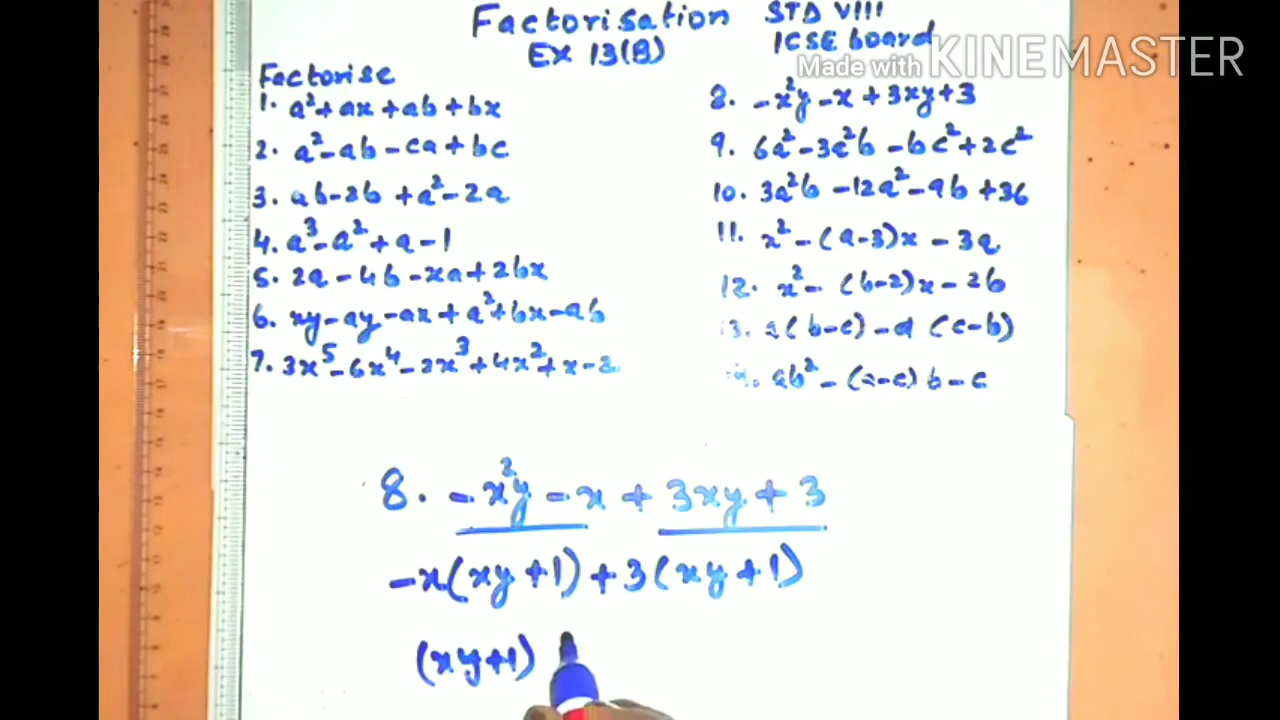 Factorisation STD VIII
EX 13(B) ICSE board
Made with KINEMASTER
Factorise
1. a²+ax+ab+bx
2. a²-ab-ca+bc
3. ab-2b+a²-2a
4. a³-a²+a-1
5. 2a-4b-xa+2bx
6. xy-ay-ax+a²+bx-ab
7. 3x⁵-6x⁴-2x³+4x²+x-2
8. -x²y-x+3xy+3
9. 6a²-3a²b-bc²+2c²
10. 3a²b-12a²-9b+36
11. x²-(a-3)x-3a
12. x²-(b-2)x-2b
3. a(b-c)-d(c-b)
ab²-(a-c)b-c
8. -x²y-x+3xy+3
-x(xy+1)+3(xy+1)
(xy+1)